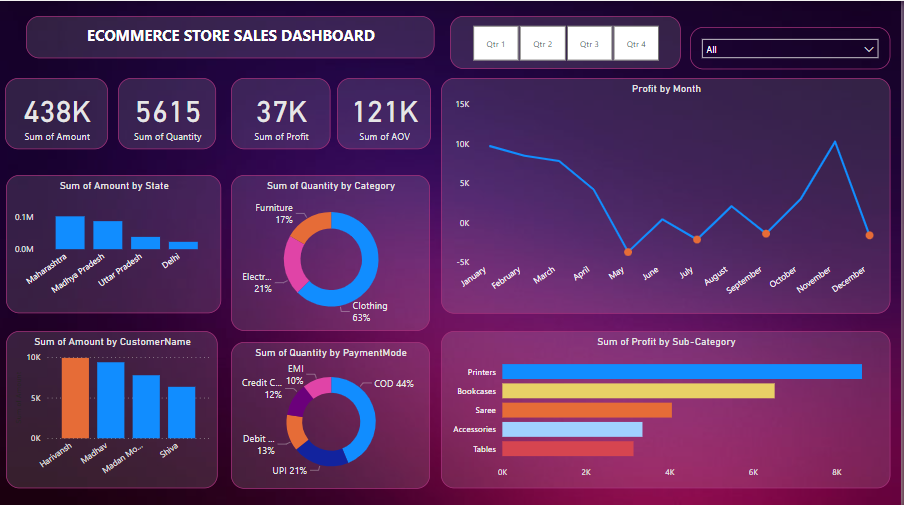 ECOMMERCE STORE SALES DASHBOARD
Qtr 1
Qtr 2
Qtr 3
Qtr 4
All
438K
Sum of Amount
5615
Sum of Quantity
37K
Sum of Profit
121K
Sum of AOV
Profit by Month
15K
10K
5K
0K
-5K
January
February
March
April
May
June
July
August
September
October
November
December
Sum of Amount by State
0.1M
0.0M
Maharashtra
Madhya Pradesh
Uttar Pradesh
Delhi
Sum of Quantity by Category
Furniture
17%
Electr...
21%
Clothing
63%
Sum of Amount by CustomerName
10K
5K
0K
Harivansh
Madhav
Madan Mo...
Shiva
Sum of Quantity by PaymentMode
EMI
10%
Credit C...
12%
Debit ...
13%
UPI 21%
COD 44%
Sum of Profit by Sub-Category
Printers
Bookcases
Saree
Accessories
Tables
0K
2K
4K
6K
8K